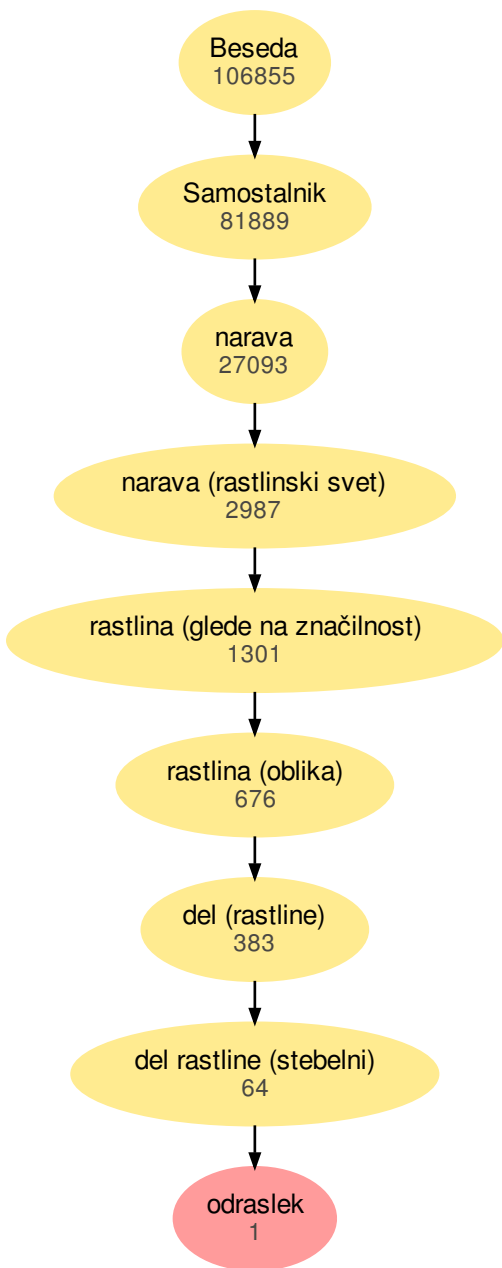 Beseda
106855
Samostalnik
81889
narava
27093
narava (rastlinski svet)
2987
rastlina (glede na značilnost)
1301
rastlina (oblika)
676
del (rastline)
383
del rastline (stebelni)
64
odraslek
1